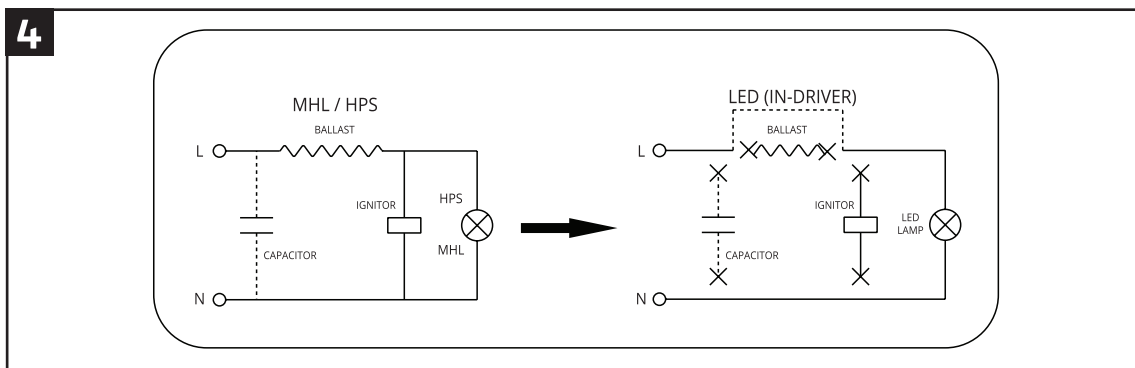 4
MHL / HPS
BALLAST
L
IGNITOR
HPS
MHL
CAPACITOR
N
LED (IN-DRIVER)
BALLAST
L
IGNITOR
LED
LAMP
CAPACITOR
N